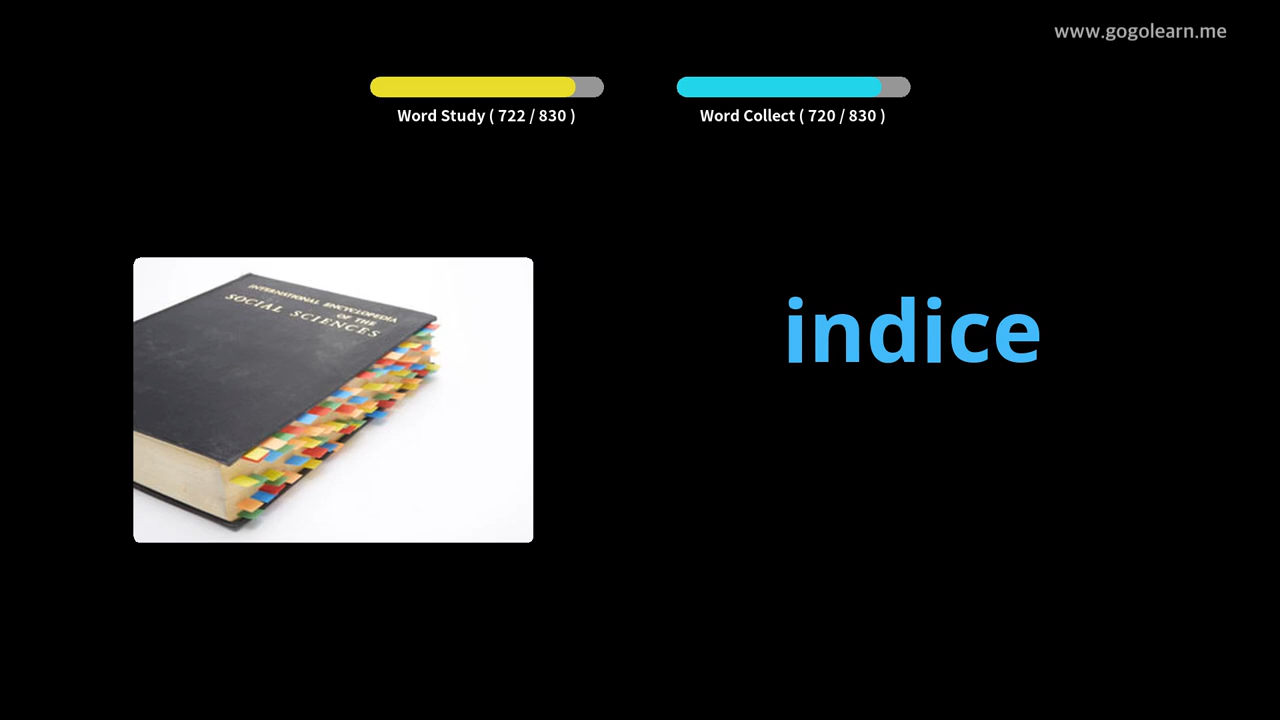 www.gogolearn.me
Word Study ( 722 / 830 )
Word Collect ( 720 / 830 )
INTERNATIONAL ENCYCLOPEDIA
OF THE
SOCIAL SCIENCES
indice